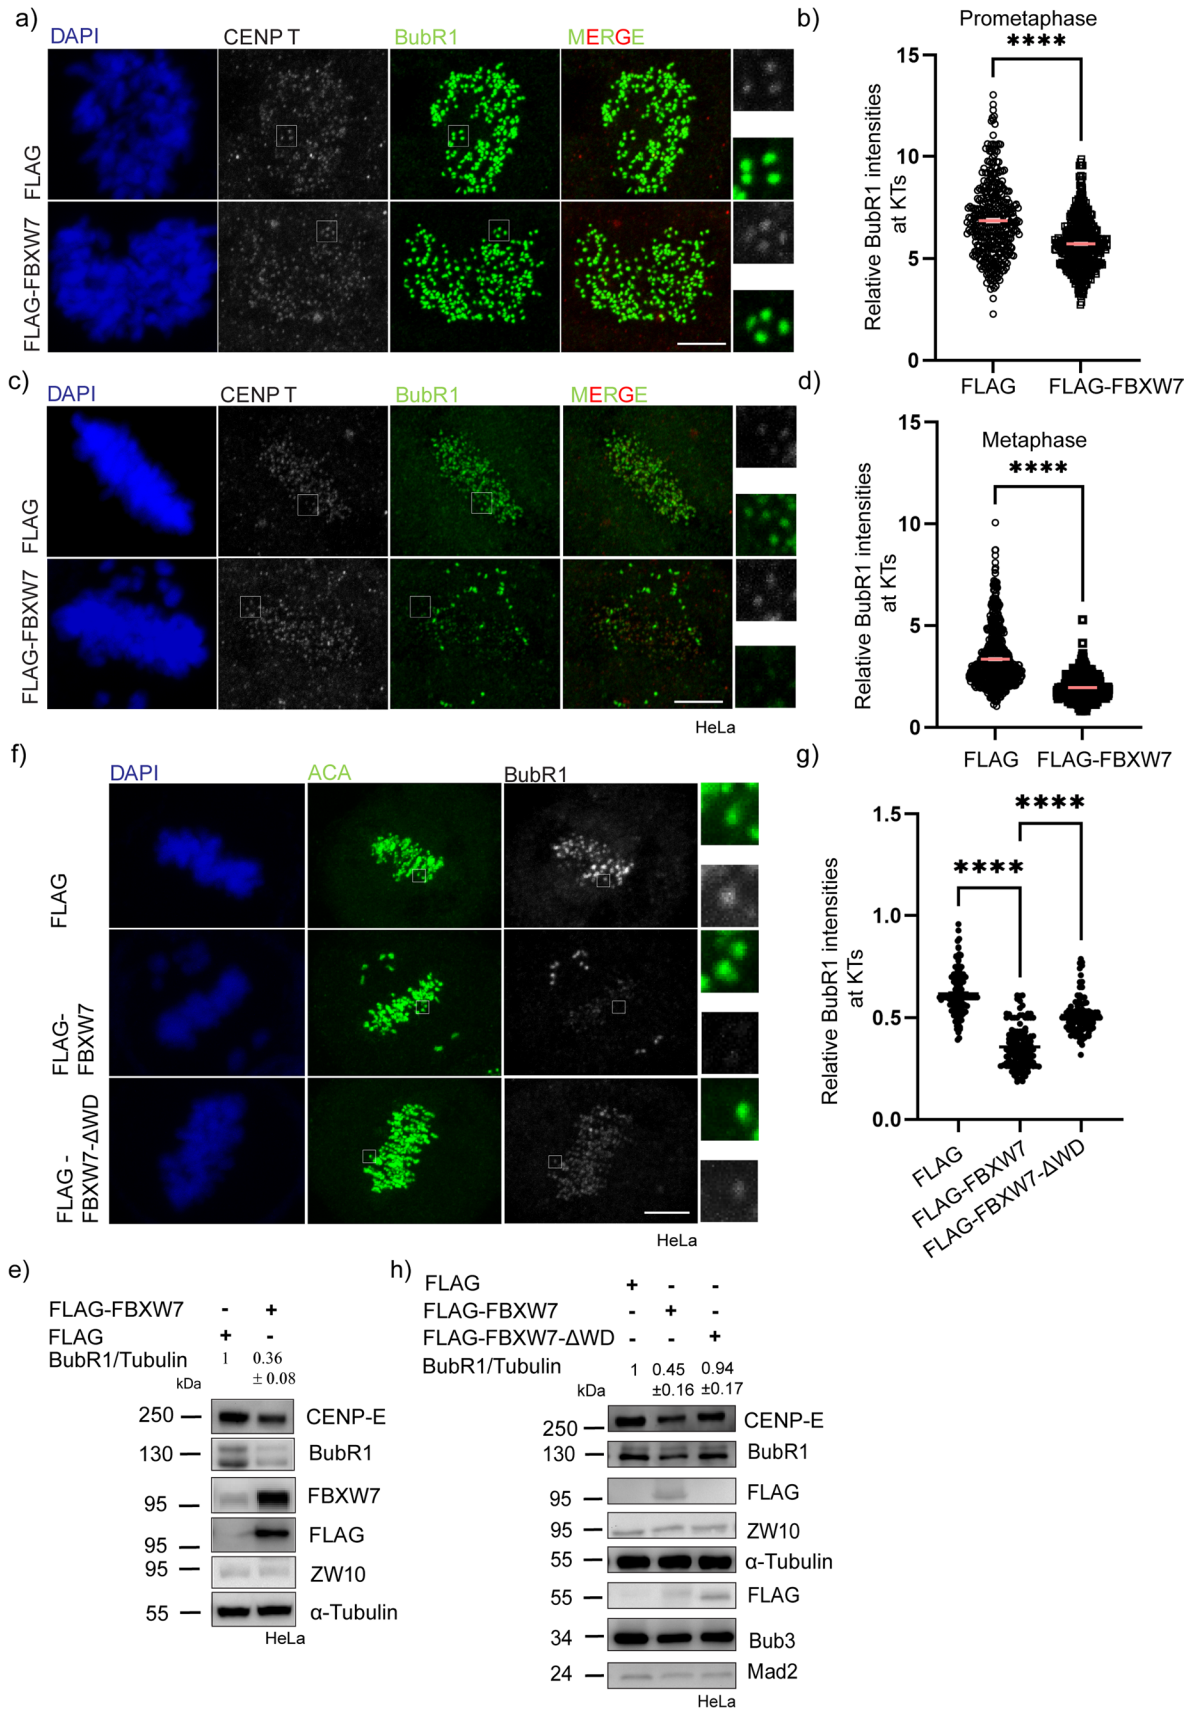 a)
DAPI
CENP T
BubR1
MERGE
FLAG
FLAG-FBXW7
b)
Prometaphase
****
Relative BubR1 intensities
at KTs
15
10
5
0
FLAG
FLAG-FBXW7
c)
DAPI
CENP T
BubR1
MERGE
FLAG
FLAG-FBXW7
HeLa
d)
Metaphase
****
Relative BubR1 intensities
at KTs
15
10
5
0
FLAG
FLAG-FBXW7
f)
DAPI
ACA
BubR1
FLAG
FLAG-
FBXW7
FLAG -
FBXW7-ΔWD
HeLa
g)
****
****
Relative BubR1 intensities
at KTs
1.5
1.0
0.5
0.0
FLAG
FLAG-FBXW7
FLAG-FBXW7-ΔWD
e)
FLAG-FBXW7 - +
FLAG + -
BubR1/Tubulin 1 0.36
± 0.08
kDa
250 CENP-E
130 BubR1
95 FBXW7
95 FLAG
95 ZW10
55 α-Tubulin
HeLa
h)
FLAG + - -
FLAG-FBXW7 - + -
FLAG-FBXW7-ΔWD - - +
BubR1/Tubulin 1 0.45 0.94
±0.16 ±0.17
kDa
250 CENP-E
130 BubR1
95 FLAG
95 ZW10
55 α-Tubulin
55 FLAG
34 Bub3
24 Mad2
HeLa